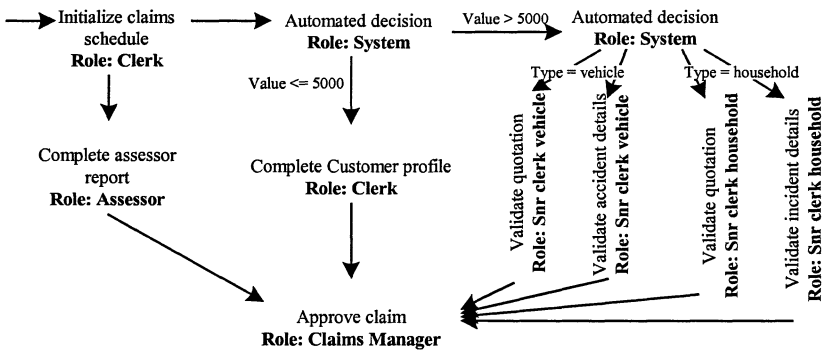 Initialize claims
schedule
Role: Clerk
Automated decision
Role: System
Value > 5000
Automated decision
Role: System
Value <= 5000
Type = vehicle
Type = household
Complete assessor
report
Role: Assessor
Complete Customer profile
Role: Clerk
Validate quotation
Role: Snr clerk vehicle
Validate accident details
Role: Snr clerk vehicle
Validate quotation
Role: Snr clerk household
Validate incident details
Role: Snr clerk household
Approve claim
Role: Claims Manager